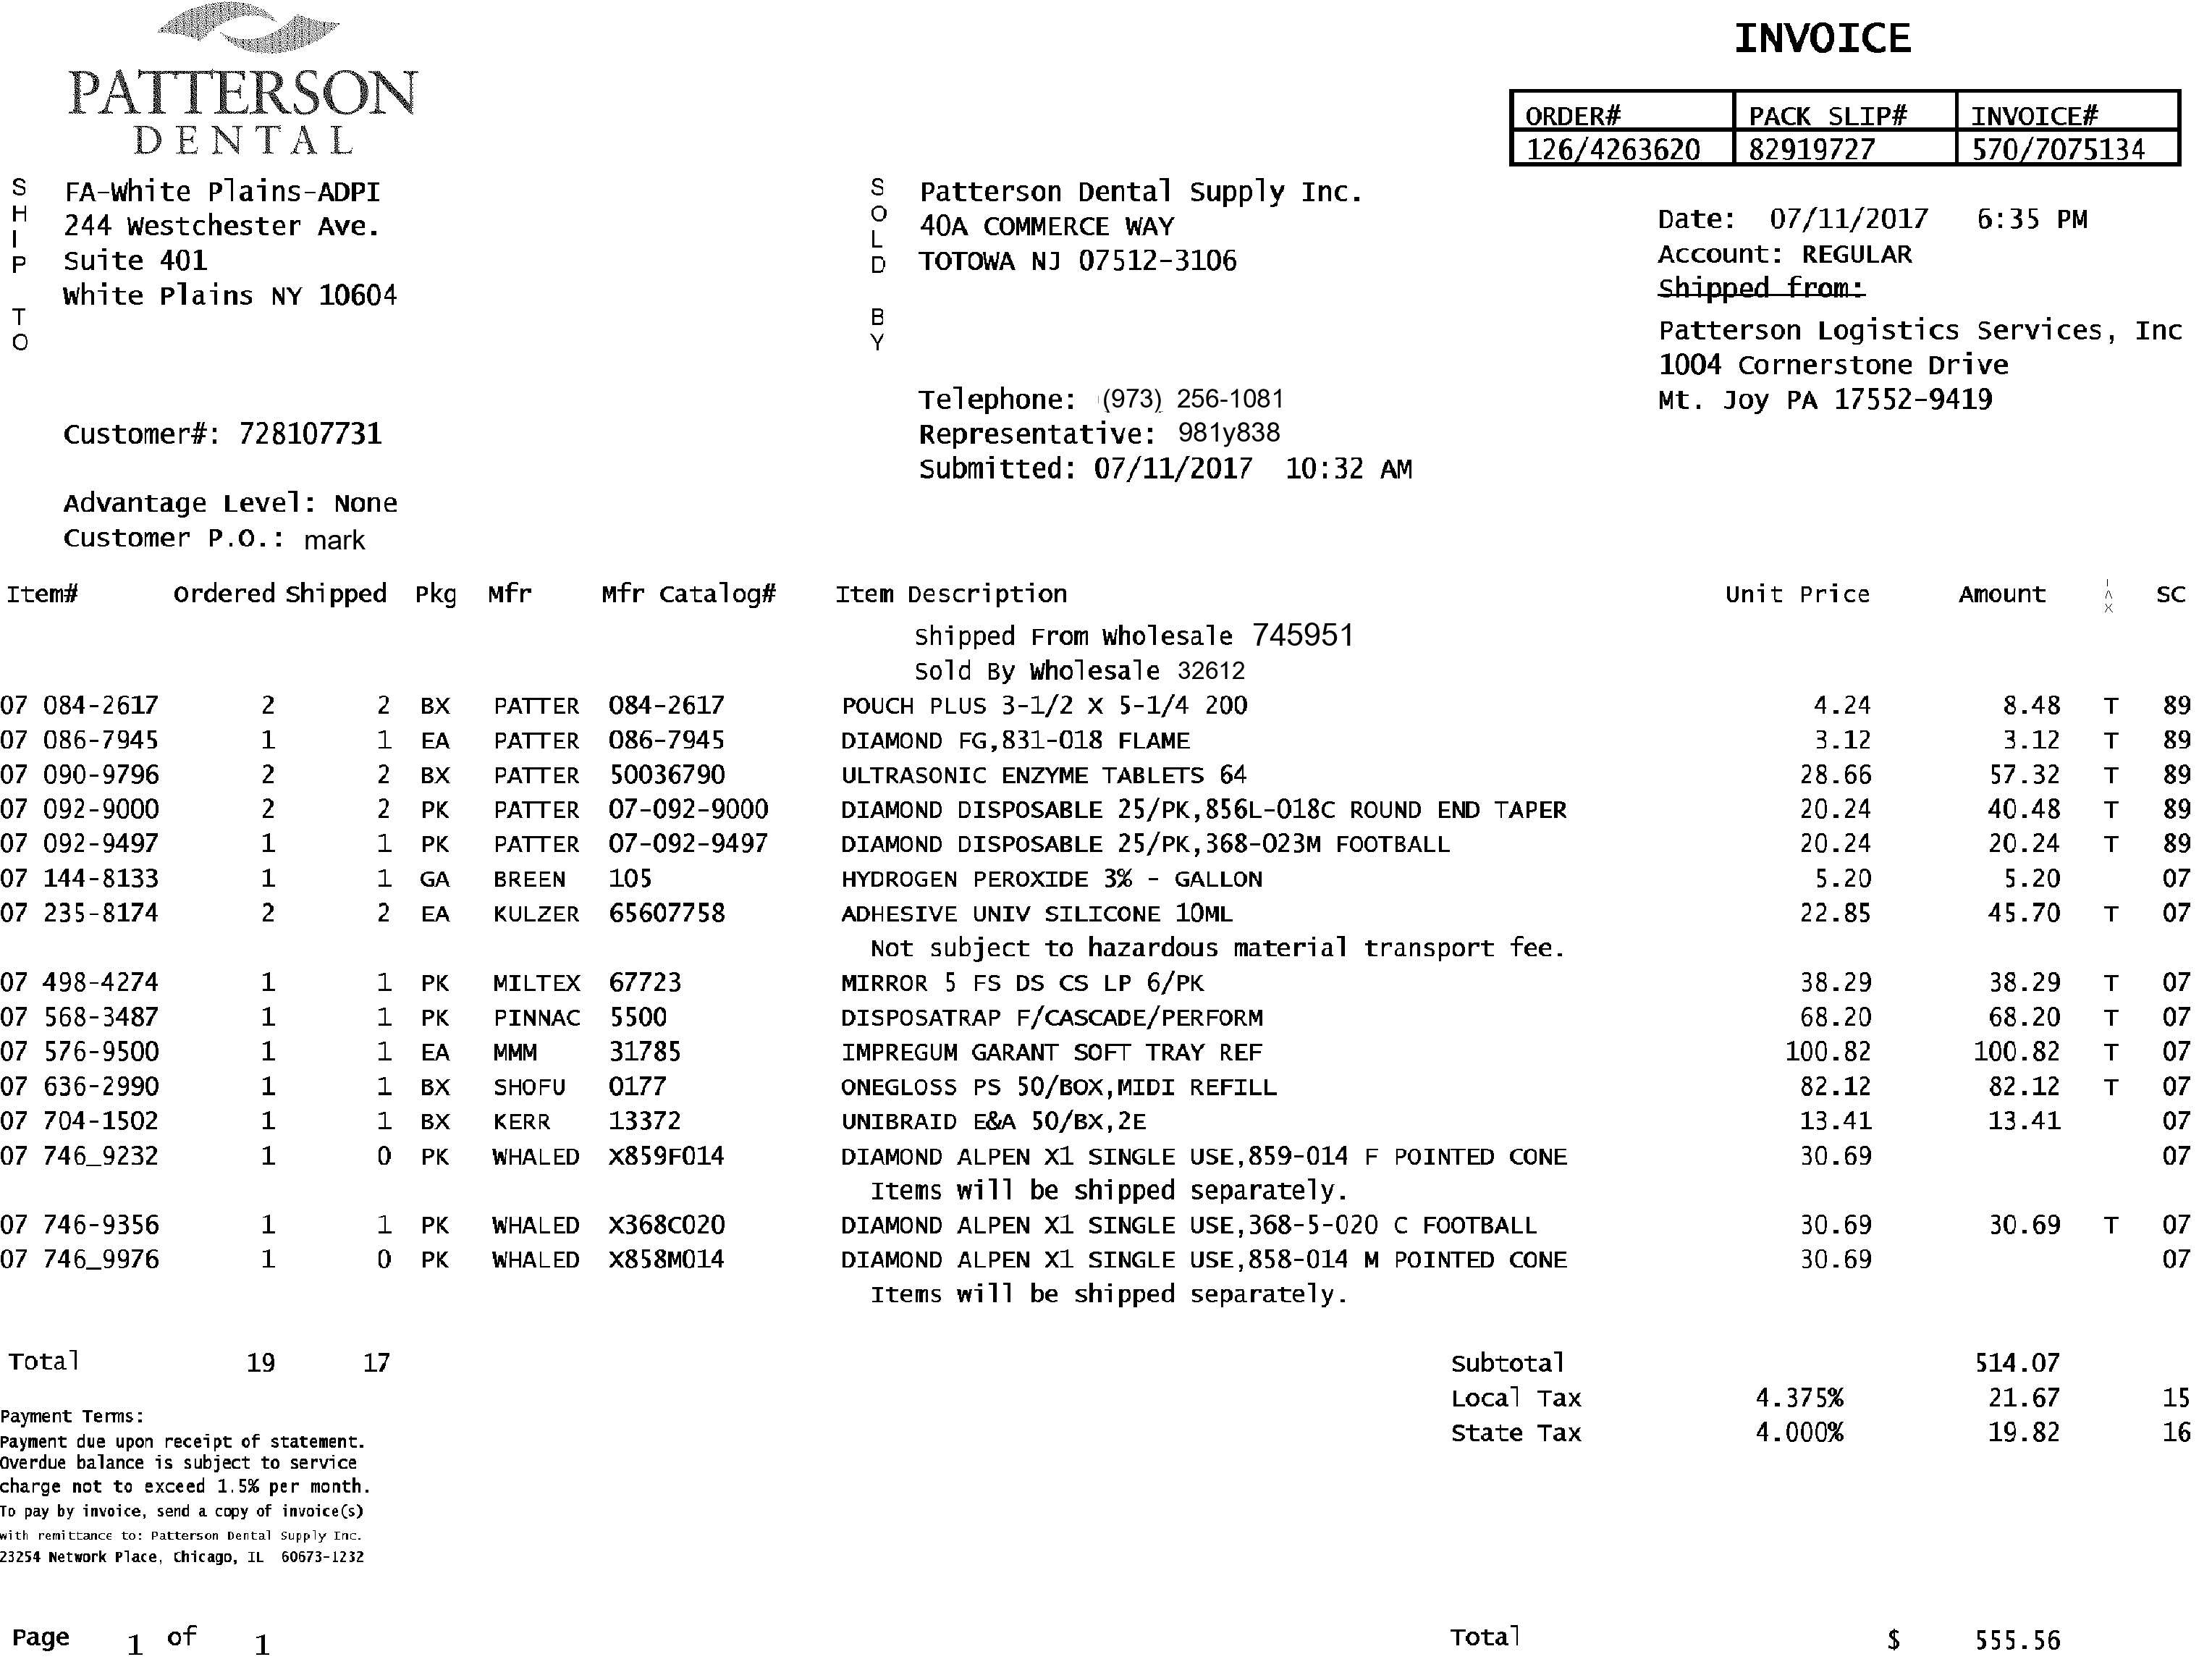 PATTERSON
DENTAL
INVOICE
ORDER# PACK SLIP# INVOICE#
126/4263620 82919727 570/7075134
SHIP TO
FA-White Plains-ADPI
244 Westchester Ave.
Suite 401
White Plains NY 10604
Customer#: 728107731
Advantage Level: None
Customer P.O.: mark
SOLD BY
Patterson Dental Supply Inc.
40A COMMERCE WAY
TOTOWA NJ 07512-3106
Telephone: (973) 256-1081
Representative: 981y838
Submitted: 07/11/2017 10:32 AM
Date: 07/11/2017 6:35 PM
Account: REGULAR
Shipped from:
Patterson Logistics Services, Inc
1004 Cornerstone Drive
Mt. Joy PA 17552-9419
Item# Ordered Shipped Pkg Mfr Mfr Catalog# Item Description Unit Price Amount TAX SC
Shipped From Wholesale 745951
Sold By Wholesale 32612
07 084-2617 2 2 BX PATTER 084-2617 POUCH PLUS 3-1/2 X 5-1/4 200 4.24 8.48 T 89
07 086-7945 1 1 EA PATTER 086-7945 DIAMOND FG,831-018 FLAME 3.12 3.12 T 89
07 090-9796 2 2 BX PATTER 50036790 ULTRASONIC ENZYME TABLETS 64 28.66 57.32 T 89
07 092-9000 2 2 PK PATTER 07-092-9000 DIAMOND DISPOSABLE 25/PK,856L-018C ROUND END TAPER 20.24 40.48 T 89
07 092-9497 1 1 PK PATTER 07-092-9497 DIAMOND DISPOSABLE 25/PK,368-023M FOOTBALL 20.24 20.24 T 89
07 144-8133 1 1 GA BREEN 105 HYDROGEN PEROXIDE 3% - GALLON 5.20 5.20 07
07 235-8174 2 2 EA KULZER 65607758 ADHESIVE UNIV SILICONE 10ML 22.85 45.70 T 07
Not subject to hazardous material transport fee.
07 498-4274 1 1 PK MILTEX 67723 MIRROR 5 FS DS CS LP 6/PK 38.29 38.29 T 07
07 568-3487 1 1 PK PINNAC 5500 DISPOSATRAP F/CASCADE/PERFORM 68.20 68.20 T 07
07 576-9500 1 1 EA MMM 31785 IMPREGUM GARANT SOFT TRAY REF 100.82 100.82 T 07
07 636-2990 1 1 BX SHOFU 0177 ONEGLOSS PS 50/BOX,MIDI REFILL 82.12 82.12 T 07
07 704-1502 1 1 BX KERR 13372 UNIBRAID E&A 50/BX,2E 13.41 13.41 07
07 746_9232 1 0 PK WHALED X859F014 DIAMOND ALPEN X1 SINGLE USE,859-014 F POINTED CONE 30.69 07
Items will be shipped separately.
07 746-9356 1 1 PK WHALED X368C020 DIAMOND ALPEN X1 SINGLE USE,368-5-020 C FOOTBALL 30.69 30.69 T 07
07 746_9976 1 0 PK WHALED X858M014 DIAMOND ALPEN X1 SINGLE USE,858-014 M POINTED CONE 30.69 07
Items will be shipped separately.
Total 19 17
Subtotal 514.07
Local Tax 4.375% 21.67 15
State Tax 4.000% 19.82 16
Payment Terms:
Payment due upon receipt of statement.
Overdue balance is subject to service
charge not to exceed 1.5% per month.
To pay by invoice, send a copy of invoice(s)
with remittance to: Patterson Dental Supply Inc.
23254 Network Place, Chicago, IL 60673-1232
Page 1 of 1
Total $ 555.56